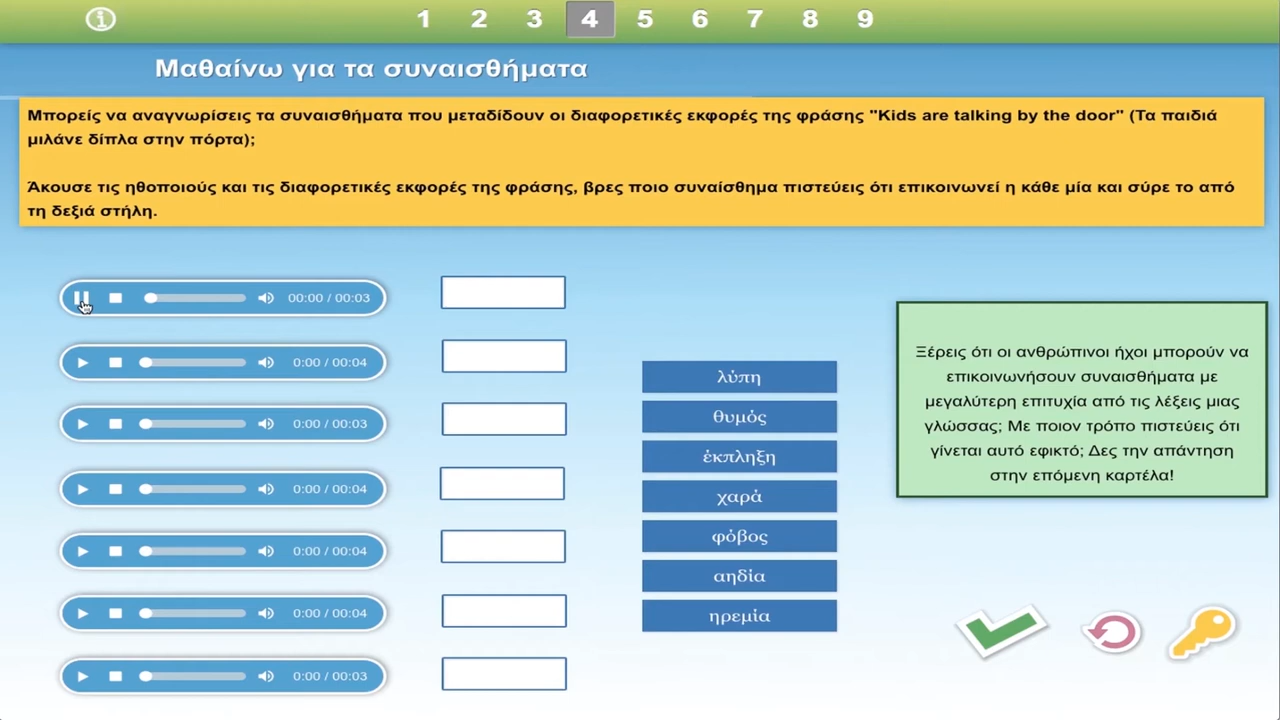 1 2 3 4 5 6 7 8 9
Μαθαίνω για τα συναισθήματα
Μπορείς να αναγνωρίσεις τα συναισθήματα που μεταδίδουν οι διαφορετικές εκφορές της φράσης "Kids are talking by the door" (Τα παιδιά
μιλάνε δίπλα στην πόρτα);
Άκουσε τις ηθοποιούς και τις διαφορετικές εκφορές της φράσης, βρες ποιο συναίσθημα πιστεύεις ότι επικοινωνεί η κάθε μία και σύρε το από
τη δεξιά στήλη.
00:00 / 00:03
0:00 / 00:04
0:00 / 00:03
0:00 / 00:04
0:00 / 00:04
0:00 / 00:04
0:00 / 00:03
λύπη
θυμός
έκπληξη
χαρά
φόβος
αηδία
ηρεμία
Ξέρεις ότι οι ανθρώπινοι ήχοι μπορούν να
επικοινωνήσουν συναισθήματα με
μεγαλύτερη επιτυχία από τις λέξεις μιας
γλώσσας; Με ποιον τρόπο πιστεύεις ότι
γίνεται αυτό εφικτό; Δες την απάντηση
στην επόμενη καρτέλα!